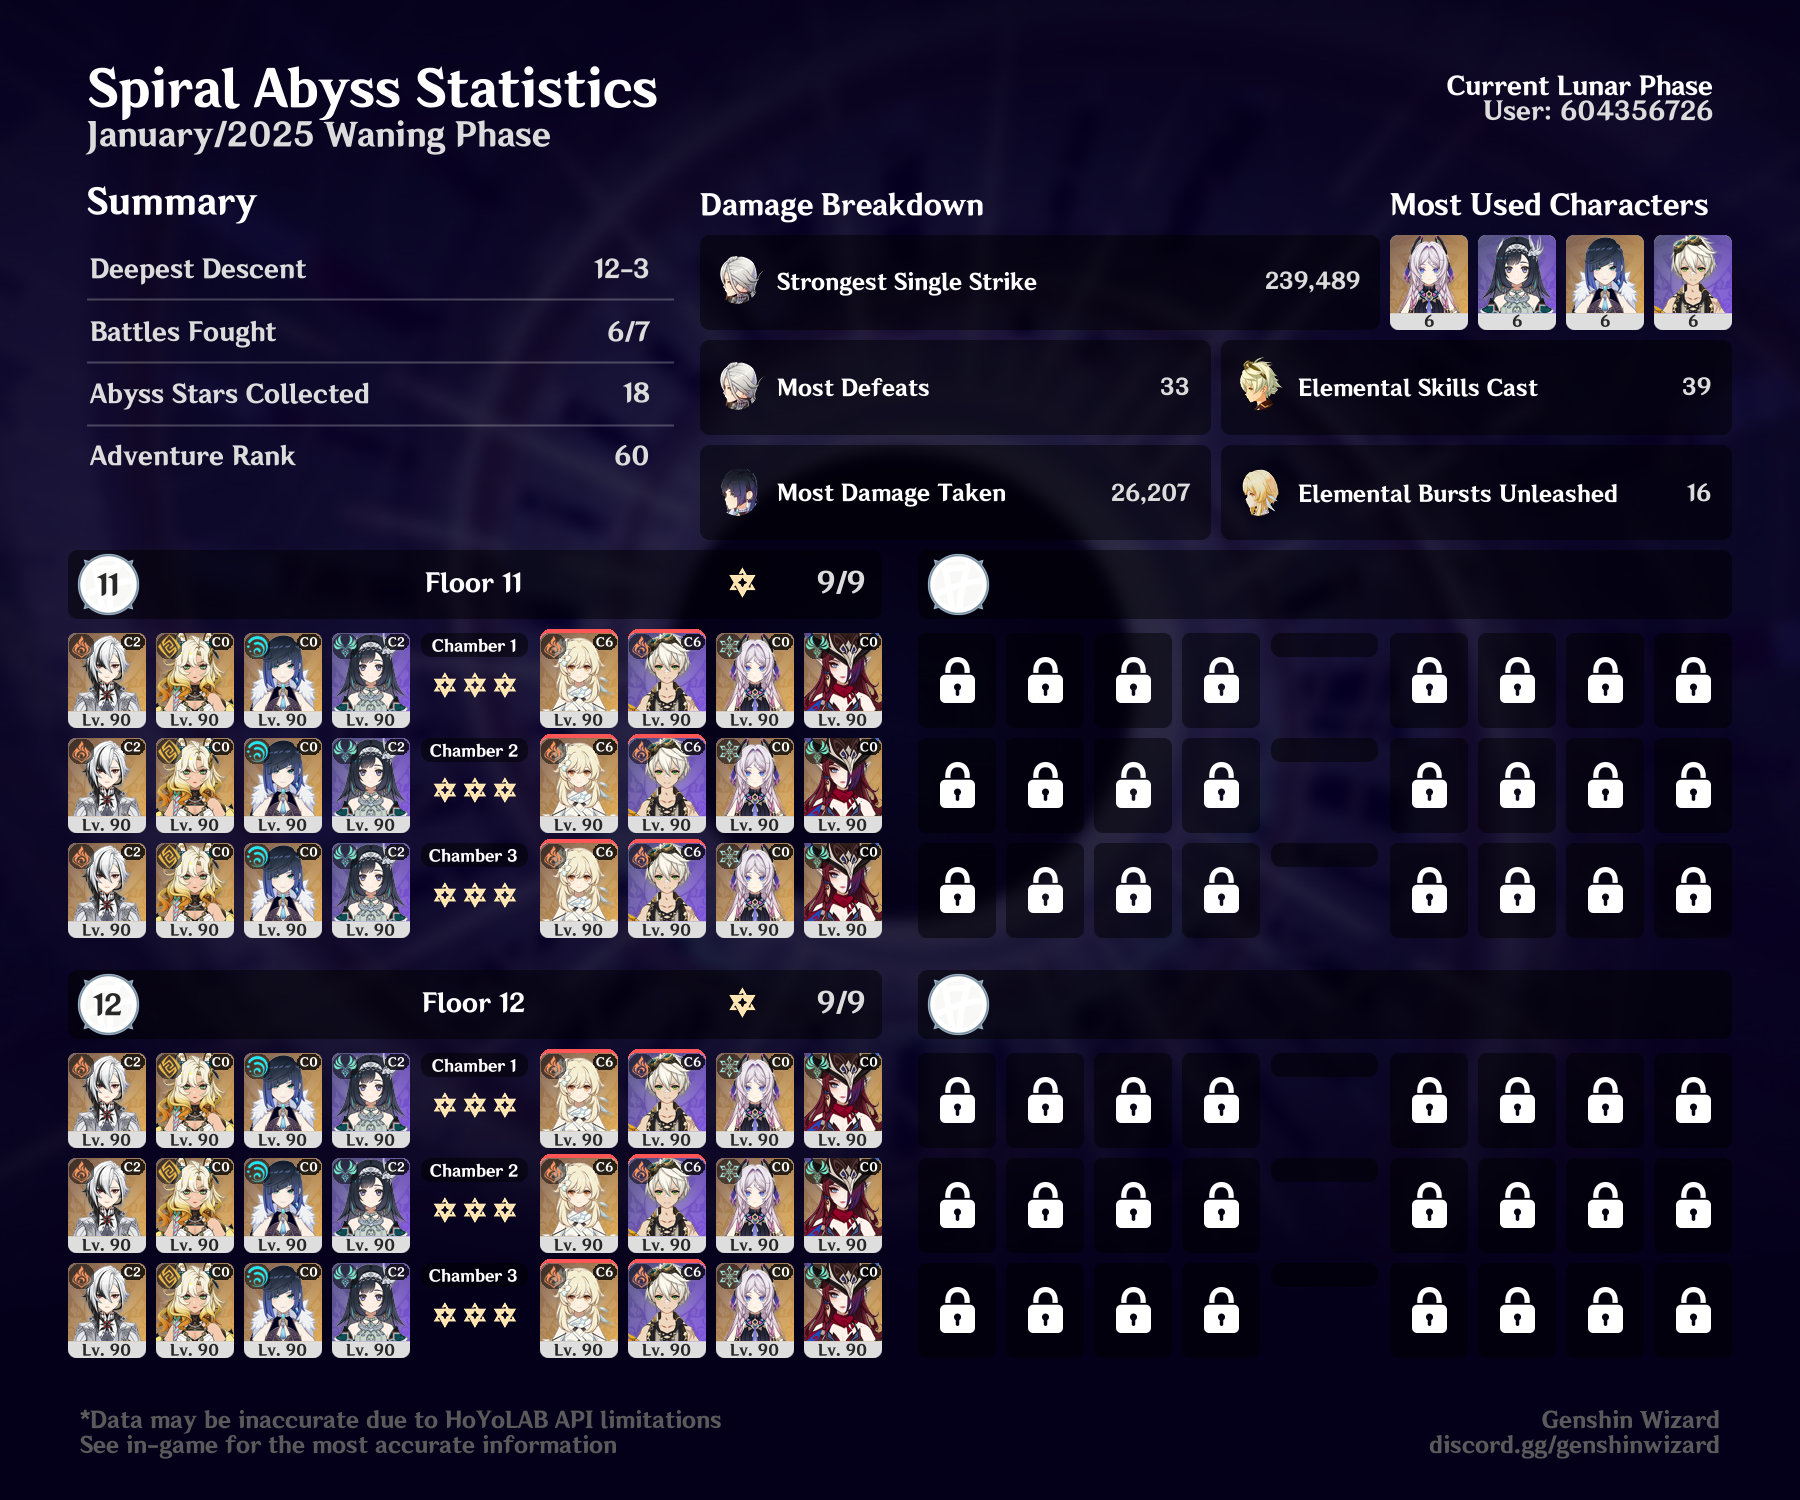 Spiral Abyss Statistics
January/2025 Waning Phase
Current Lunar Phase
User: 604356726
Summary
Deepest Descent 12-3
Battles Fought 6/7
Abyss Stars Collected 18
Adventure Rank 60
Damage Breakdown
Strongest Single Strike 239,489
Most Defeats 33
Elemental Skills Cast 39
Most Damage Taken 26,207
Elemental Bursts Unleashed 16
Most Used Characters
6 6 6 6
11 Floor 11 9/9
C2 C0 C0 C2 Chamber 1 C6 C6 C0 C0
Lv. 90 Lv. 90 Lv. 90 Lv. 90 Lv. 90 Lv. 90 Lv. 90 Lv. 90
C2 C0 C0 C2 Chamber 2 C6 C6 C0 C0
Lv. 90 Lv. 90 Lv. 90 Lv. 90 Lv. 90 Lv. 90 Lv. 90 Lv. 90
C2 C0 C0 C2 Chamber 3 C6 C6 C0 C0
Lv. 90 Lv. 90 Lv. 90 Lv. 90 Lv. 90 Lv. 90 Lv. 90 Lv. 90
12 Floor 12 9/9
C2 C0 C0 C2 Chamber 1 C6 C6 C0 C0
Lv. 90 Lv. 90 Lv. 90 Lv. 90 Lv. 90 Lv. 90 Lv. 90 Lv. 90
C2 C0 C0 C2 Chamber 2 C6 C6 C0 C0
Lv. 90 Lv. 90 Lv. 90 Lv. 90 Lv. 90 Lv. 90 Lv. 90 Lv. 90
C2 C0 C0 C2 Chamber 3 C6 C6 C0 C0
Lv. 90 Lv. 90 Lv. 90 Lv. 90 Lv. 90 Lv. 90 Lv. 90 Lv. 90
*Data may be inaccurate due to HoYoLAB API limitations
See in-game for the most accurate information
Genshin Wizard
discord.gg/genshinwizard